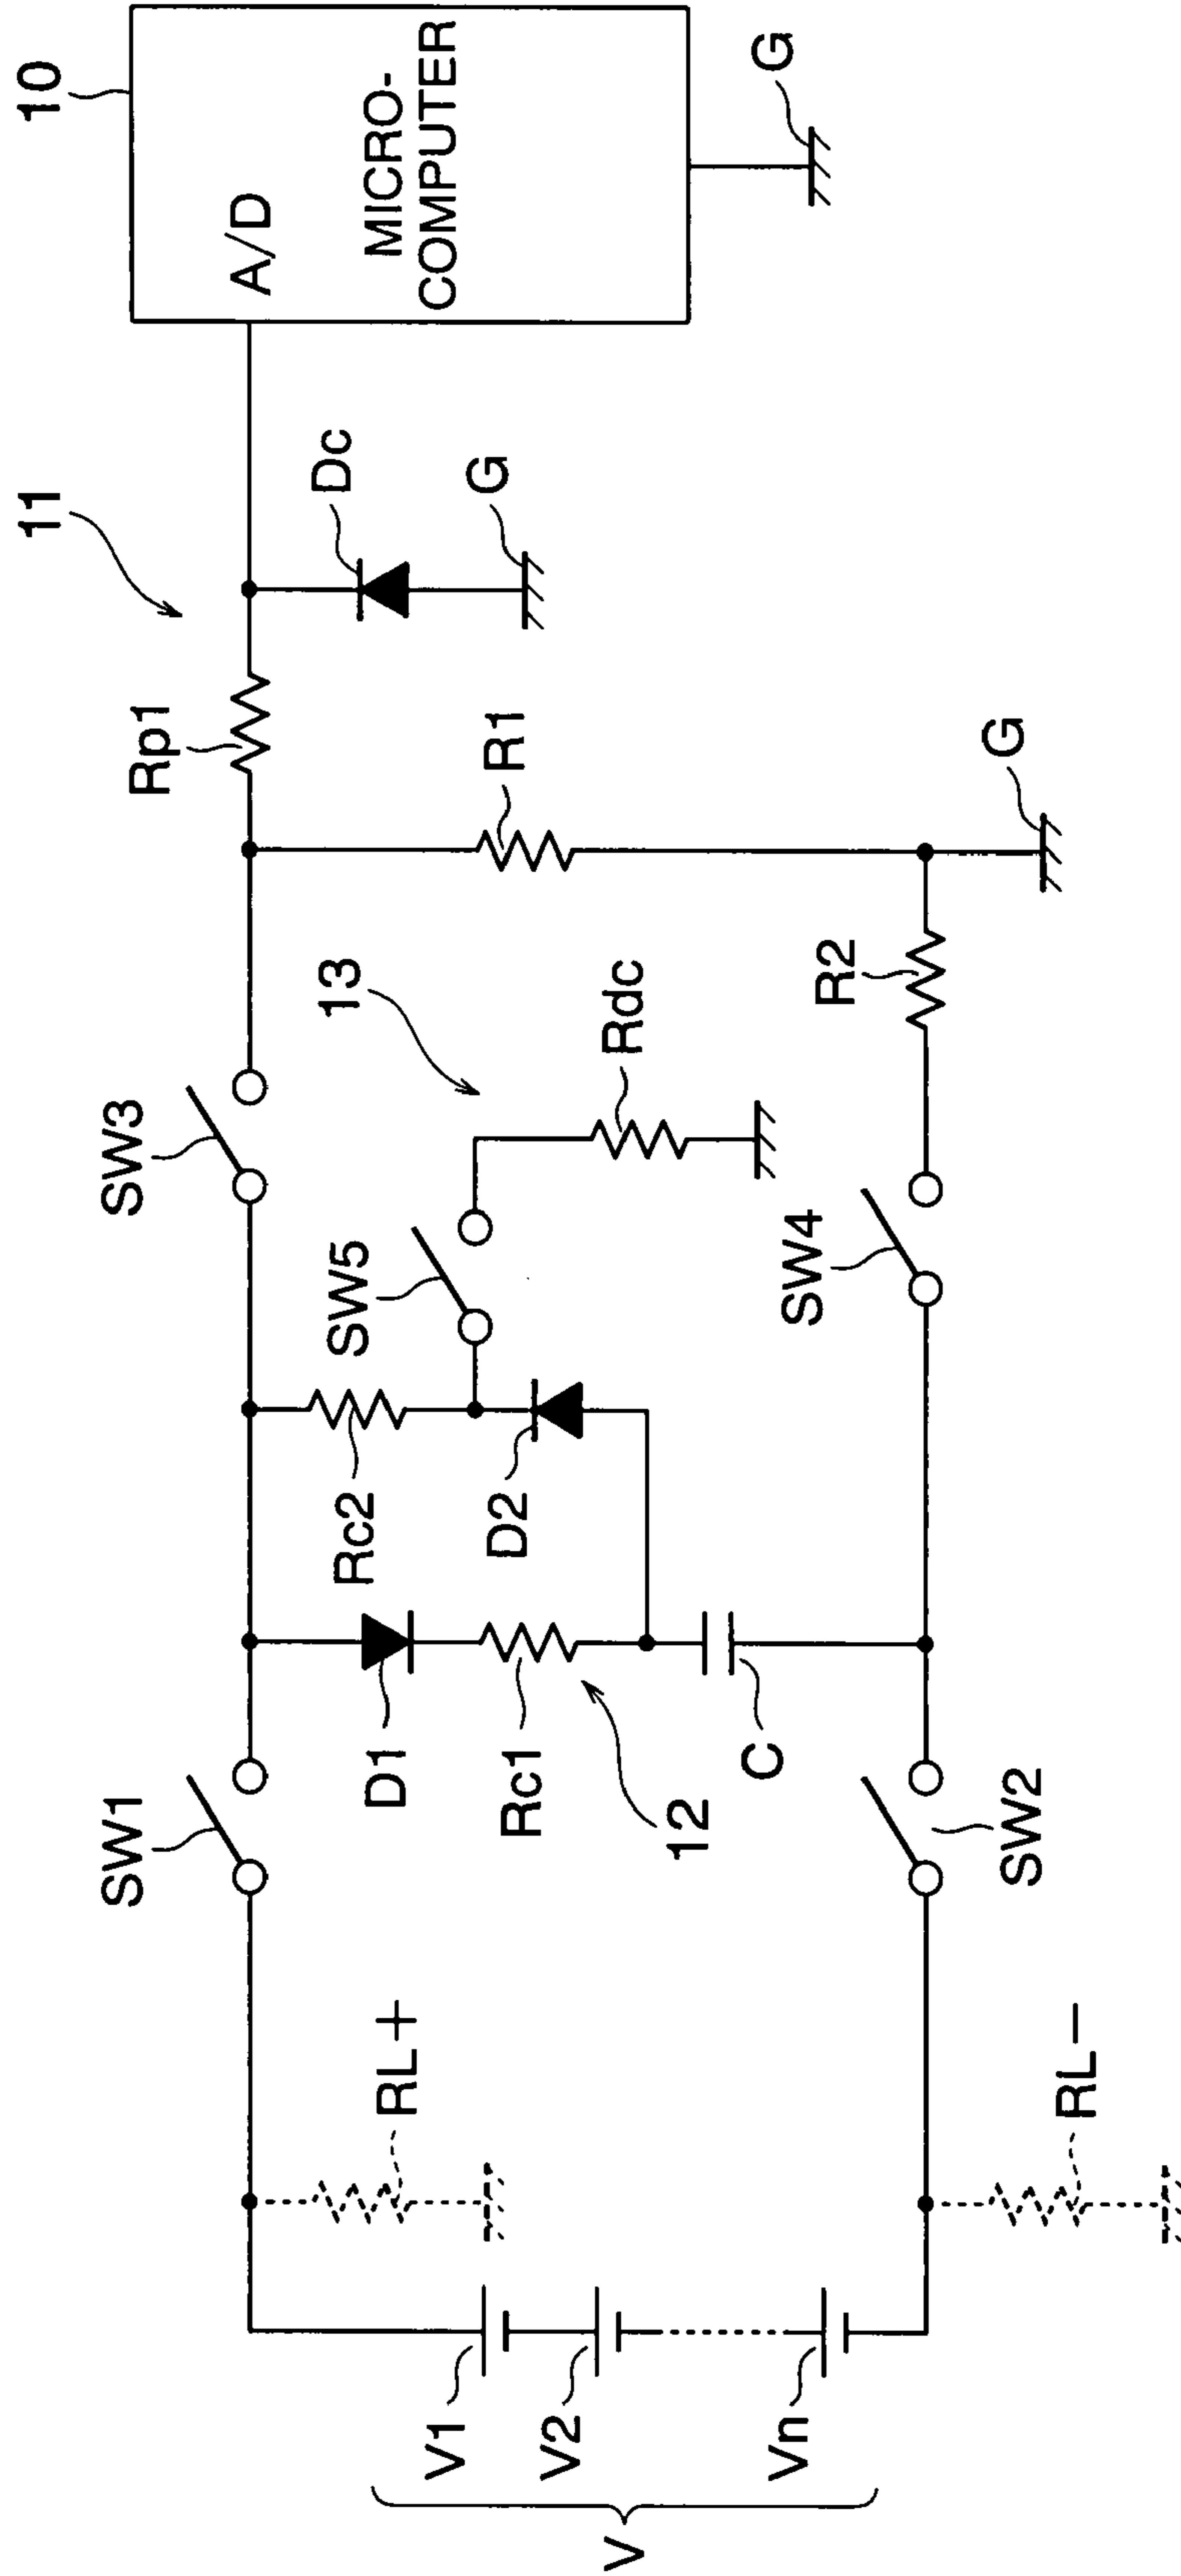 10
11
A/D
MICRO-
COMPUTER
G
Dc
G
Rp1
R1
G
13
Rdc
R2
SW3
SW5
SW4
Rc2
D2
D1
Rc1
12
C
SW1
SW2
RL+
RL−
V1
V2
Vn
V